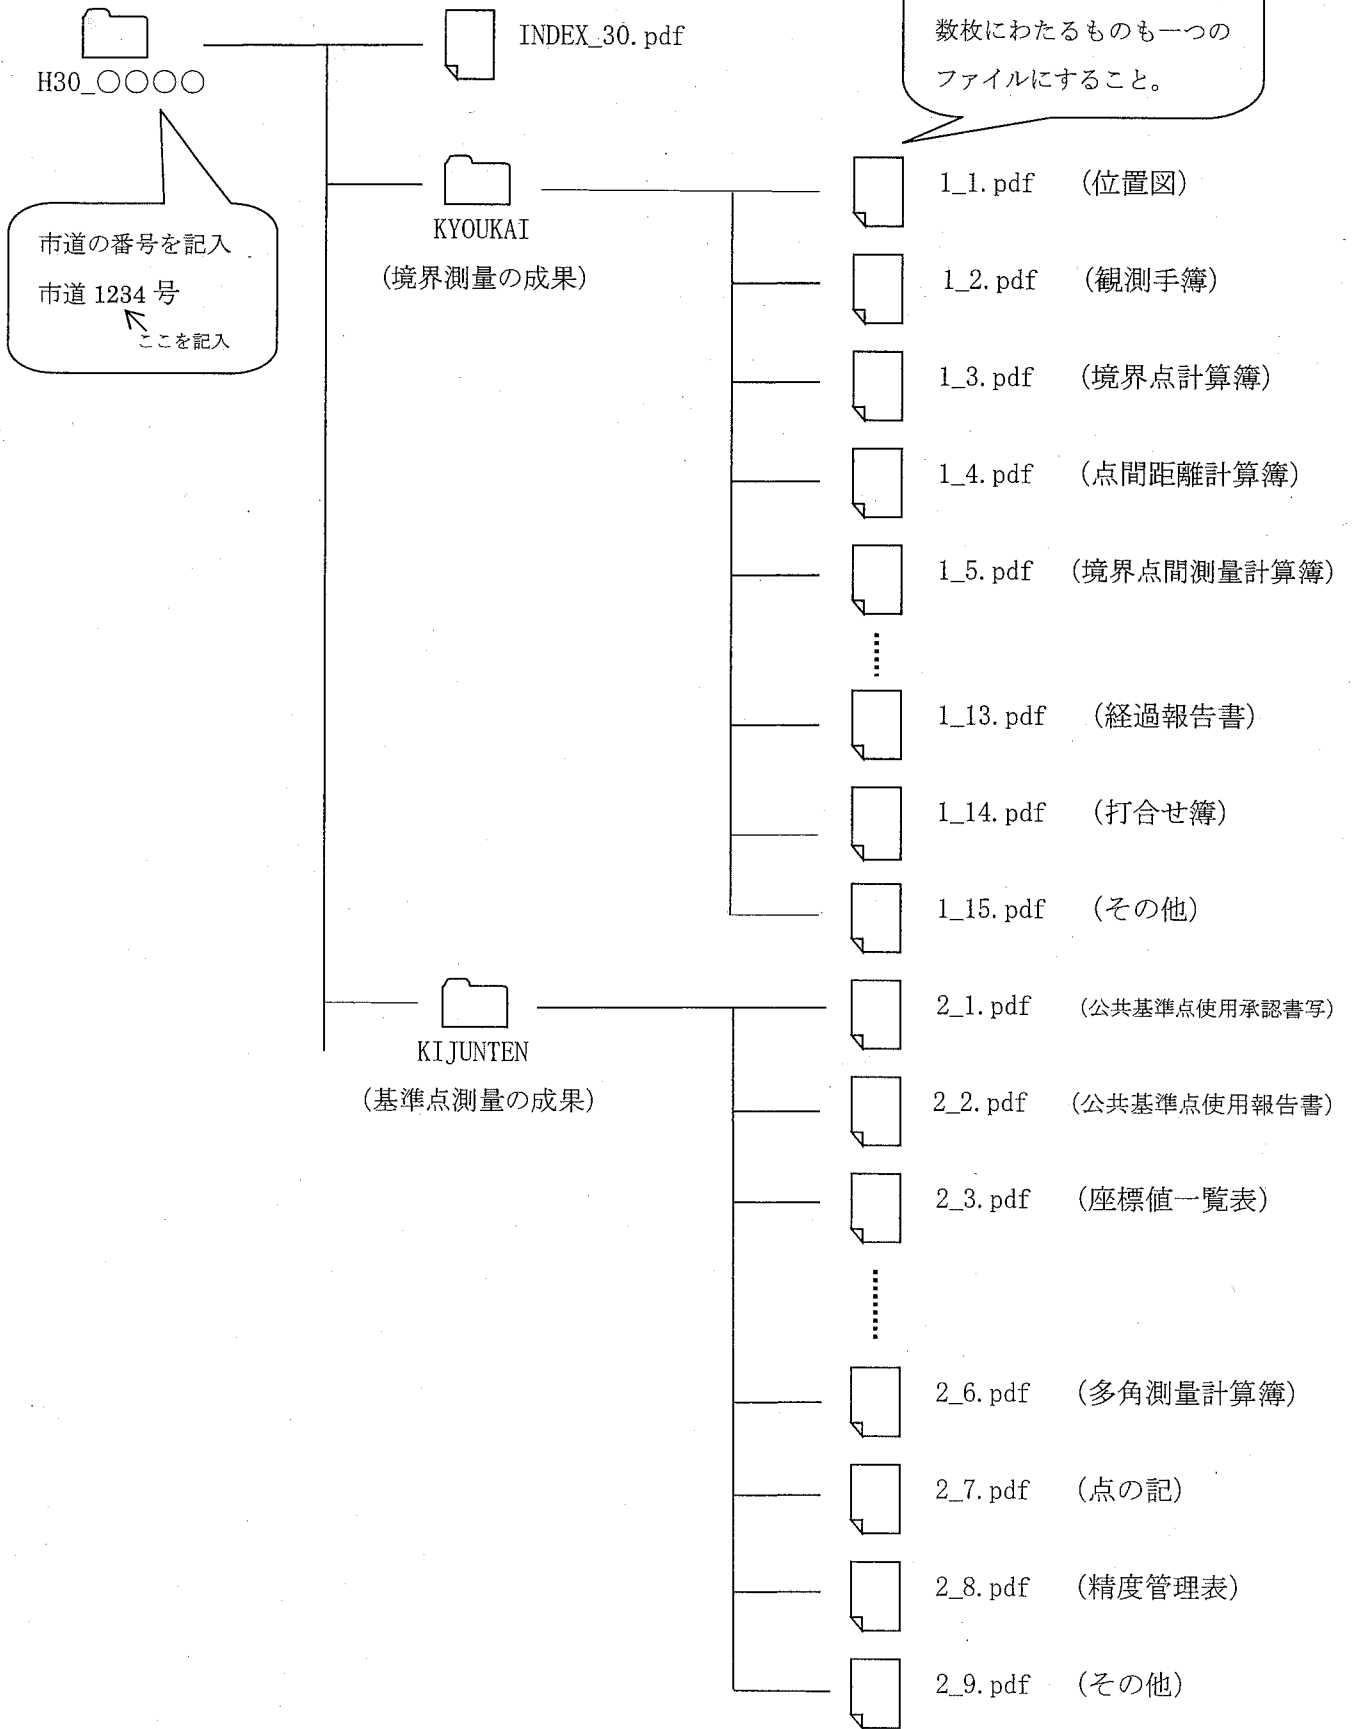 数枚にわたるものも一つの
ファイルにすること。
INDEX_30.pdf
H30_○○○○
市道の番号を記入
市道 1234 号
ここを記入
KYOUKAI
(境界測量の成果)
1_1.pdf (位置図)
1_2.pdf (観測手簿)
1_3.pdf (境界点計算簿)
1_4.pdf (点間距離計算簿)
1_5.pdf (境界点間測量計算簿)
1_13.pdf (経過報告書)
1_14.pdf (打合せ簿)
1_15.pdf (その他)
KIJUNTEN
(基準点測量の成果)
2_1.pdf (公共基準点使用承認書写)
2_2.pdf (公共基準点使用報告書)
2_3.pdf (座標値一覧表)
2_6.pdf (多角測量計算簿)
2_7.pdf (点の記)
2_8.pdf (精度管理表)
2_9.pdf (その他)